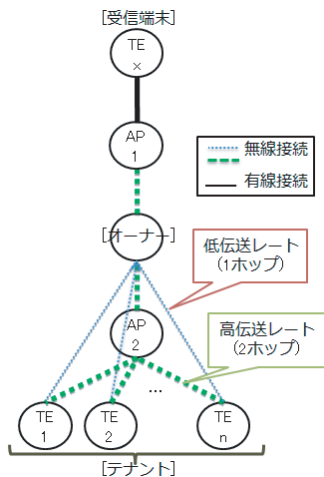 [受信端末]
TE
x
AP
1
無線接続
有線接続
[オーナー]
低伝送レート
(1ホップ)
AP
2
高伝送レート
(2ホップ)
...
TE
1
TE
2
TE
n
[テナント]